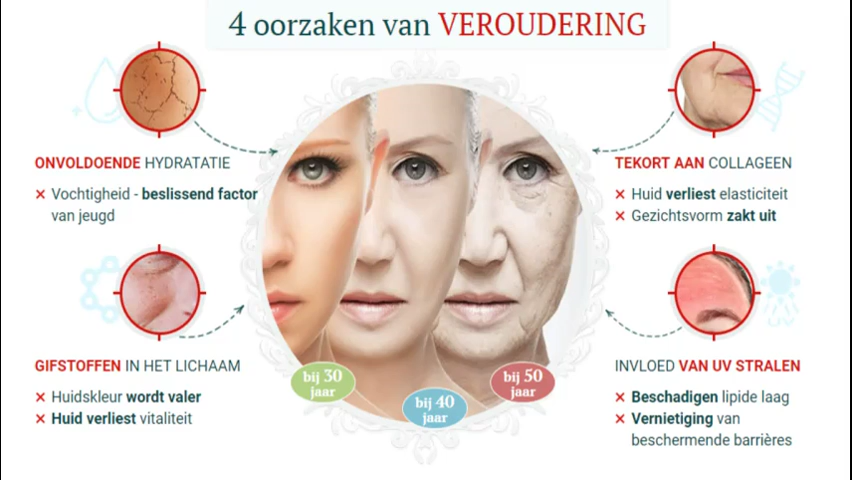 4 oorzaken van VEROUDERING
ONVOLDOENDE HYDRATATIE
× Vochtigheid - beslissend factor
van jeugd
TEKORT AAN COLLAGEEN
× Huid verliest elasticiteit
× Gezichtsvorm zakt uit
GIFSTOFFEN IN HET LICHAAM
× Huidskleur wordt valer
× Huid verliest vitaliteit
INVLOED VAN UV STRALEN
× Beschadigen lipide laag
× Vernietiging van
beschermende barrières
bij 30
jaar
bij 40
jaar
bij 50
jaar